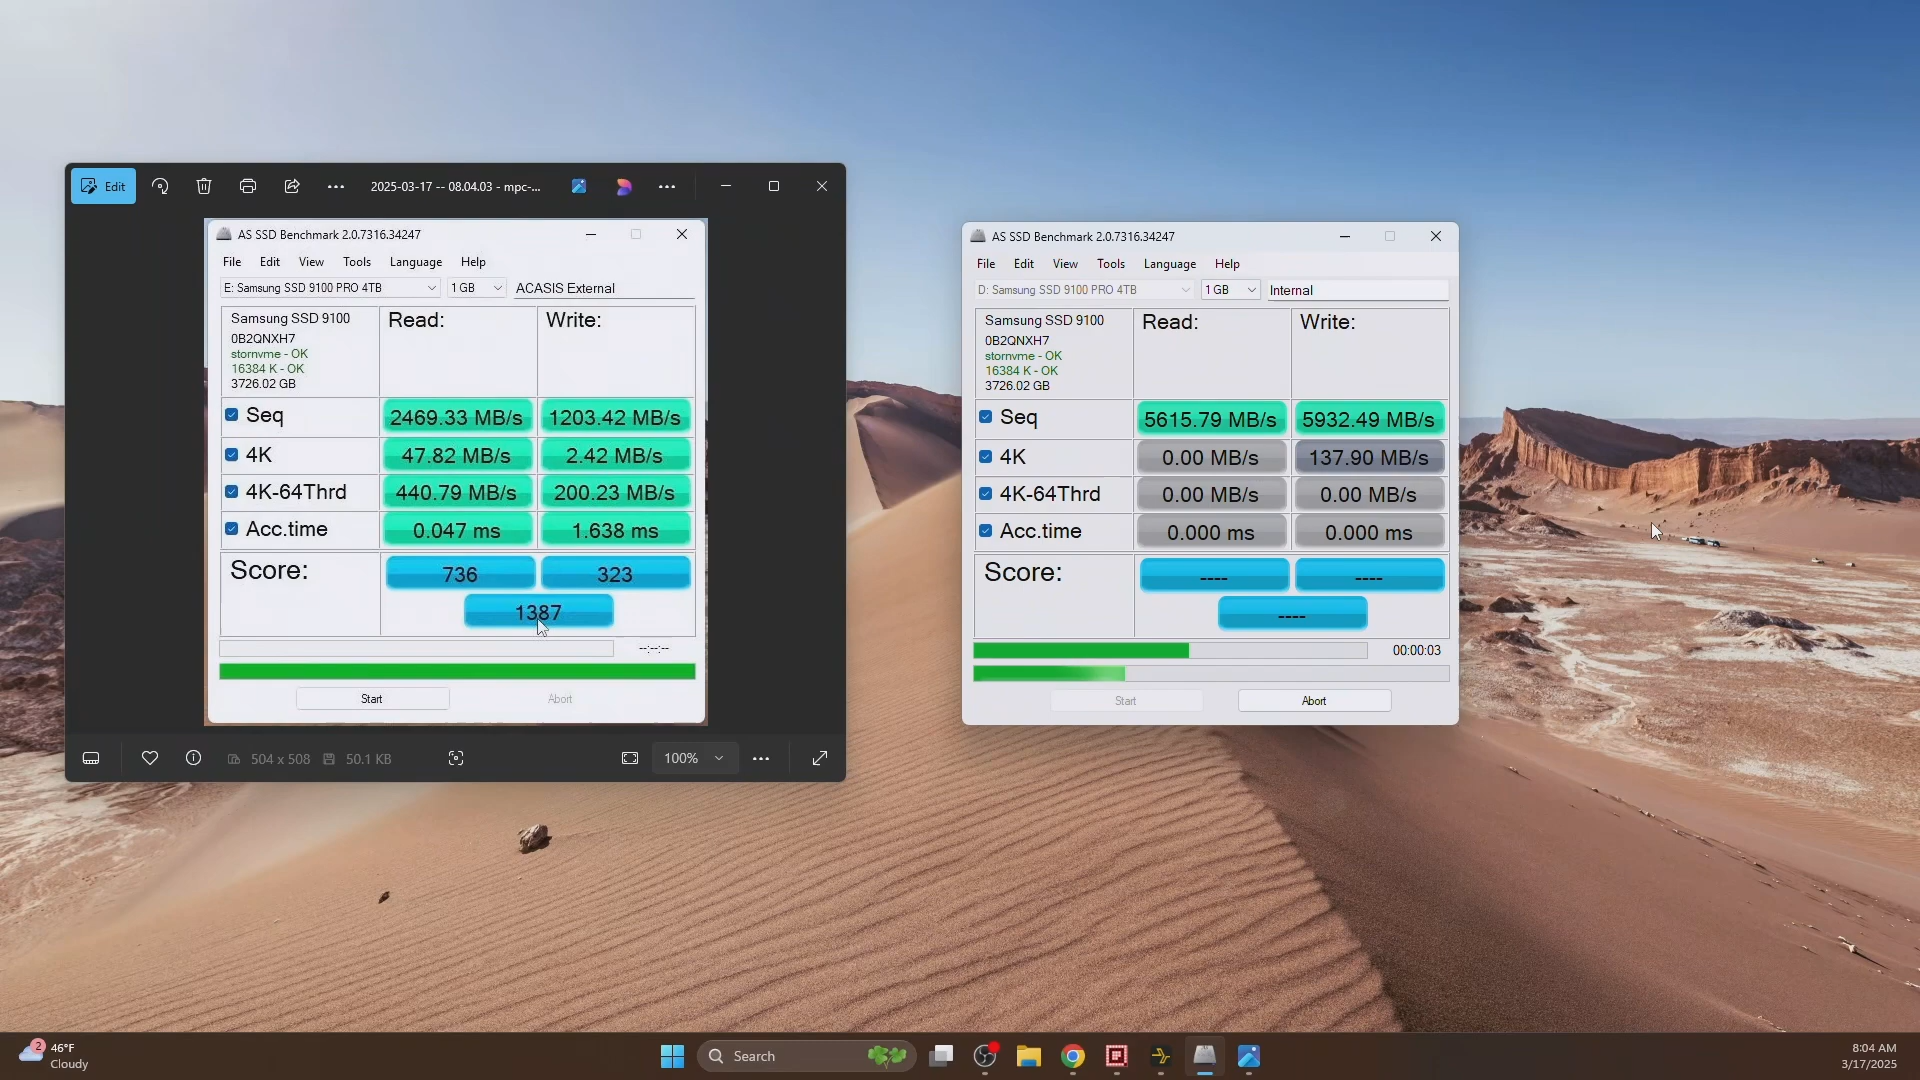 Edit
2025-03-17 -- 08.04.03 - mpc-...
AS SSD Benchmark 2.0.7316.34247
File Edit View Tools Language Help
E: Samsung SSD 9100 PRO 4TB 1 GB ACASIS External
Samsung SSD 9100
0B2QNXH7
stornvme - OK
16384 K - OK
3726.02 GB
Read: Write:
Seq 2469.33 MB/s 1203.42 MB/s
4K 47.82 MB/s 2.42 MB/s
4K-64Thrd 440.79 MB/s 200.23 MB/s
Acc.time 0.047 ms 1.638 ms
Score: 736 323
1387
--:--:--
Start Abort
504 x 508 50.1 KB 100%
AS SSD Benchmark 2.0.7316.34247
File Edit View Tools Language Help
D: Samsung SSD 9100 PRO 4TB 1 GB Internal
Samsung SSD 9100
0B2QNXH7
stornvme - OK
16384 K - OK
3726.02 GB
Read: Write:
Seq 5615.79 MB/s 5932.49 MB/s
4K 0.00 MB/s 137.90 MB/s
4K-64Thrd 0.00 MB/s 0.00 MB/s
Acc.time 0.000 ms 0.000 ms
Score: ---- ----
----
00:00:03
Start Abort
2
46°F
Cloudy
Search
8:04 AM
3/17/2025